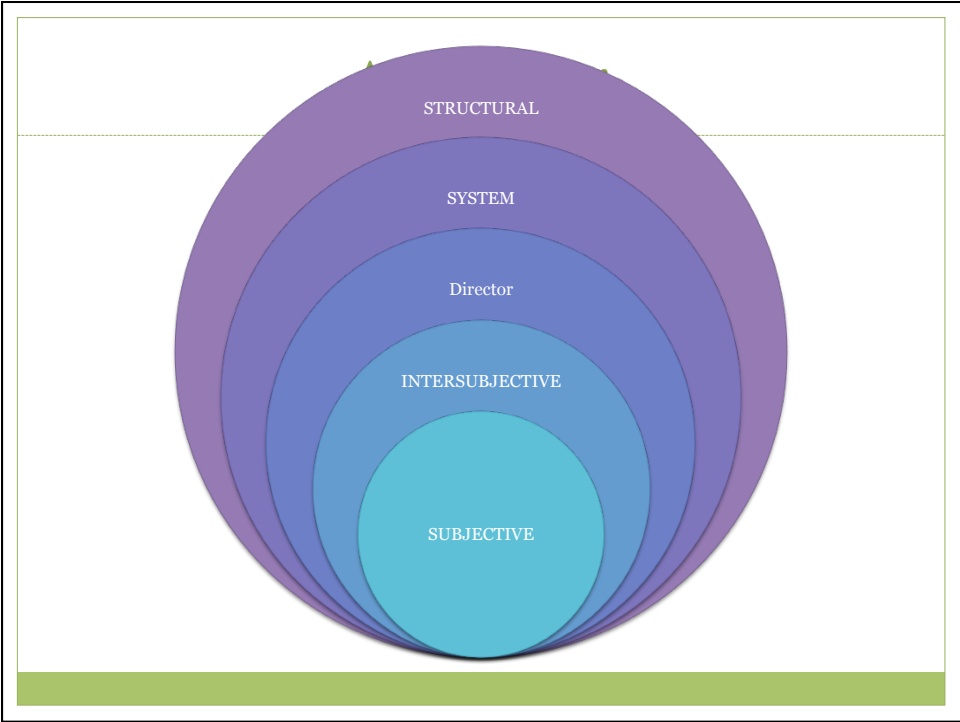 STRUCTURAL
SYSTEM
Director
INTERSUBJECTIVE
SUBJECTIVE